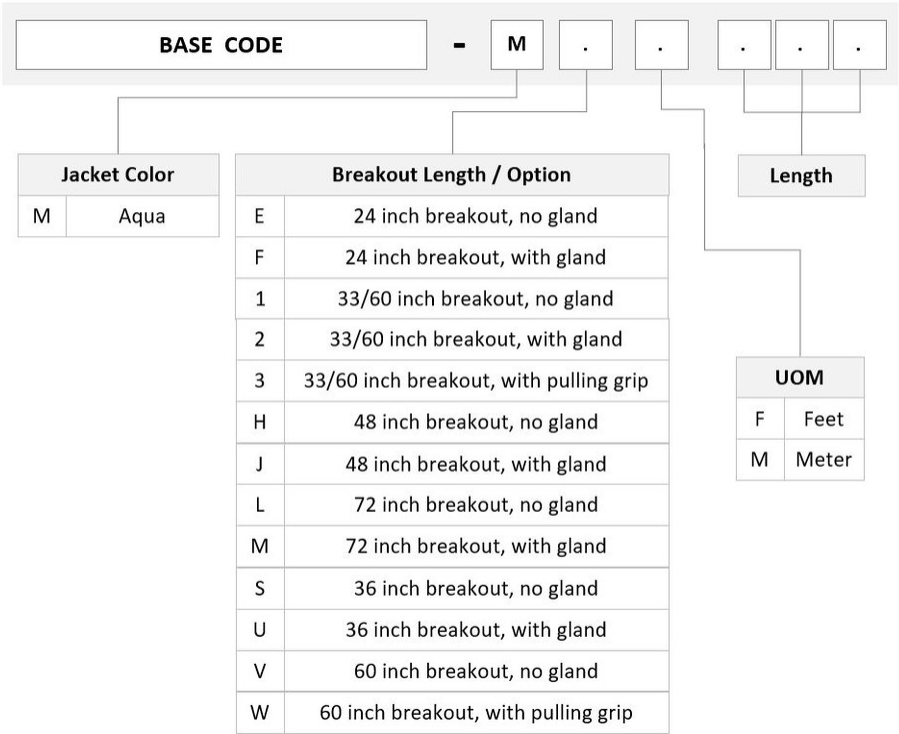 BASE CODE - M . . . . .
Jacket Color
M Aqua
Breakout Length / Option
E 24 inch breakout, no gland
F 24 inch breakout, with gland
1 33/60 inch breakout, no gland
2 33/60 inch breakout, with gland
3 33/60 inch breakout, with pulling grip
H 48 inch breakout, no gland
J 48 inch breakout, with gland
L 72 inch breakout, no gland
M 72 inch breakout, with gland
S 36 inch breakout, no gland
U 36 inch breakout, with gland
V 60 inch breakout, no gland
W 60 inch breakout, with pulling grip
Length
UOM
F Feet
M Meter